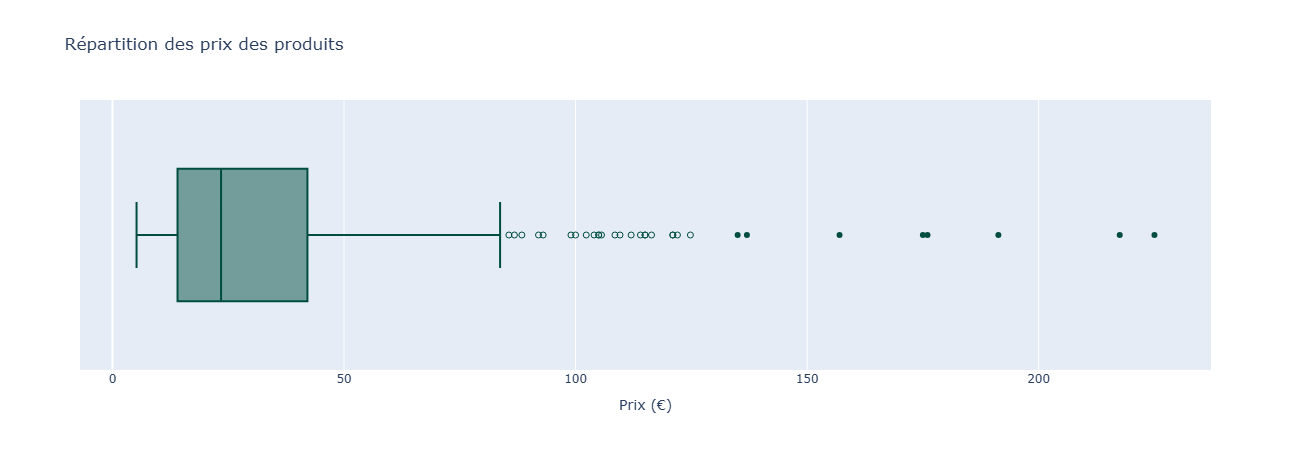 Répartition des prix des produits
0 50 100 150 200
Prix (€)